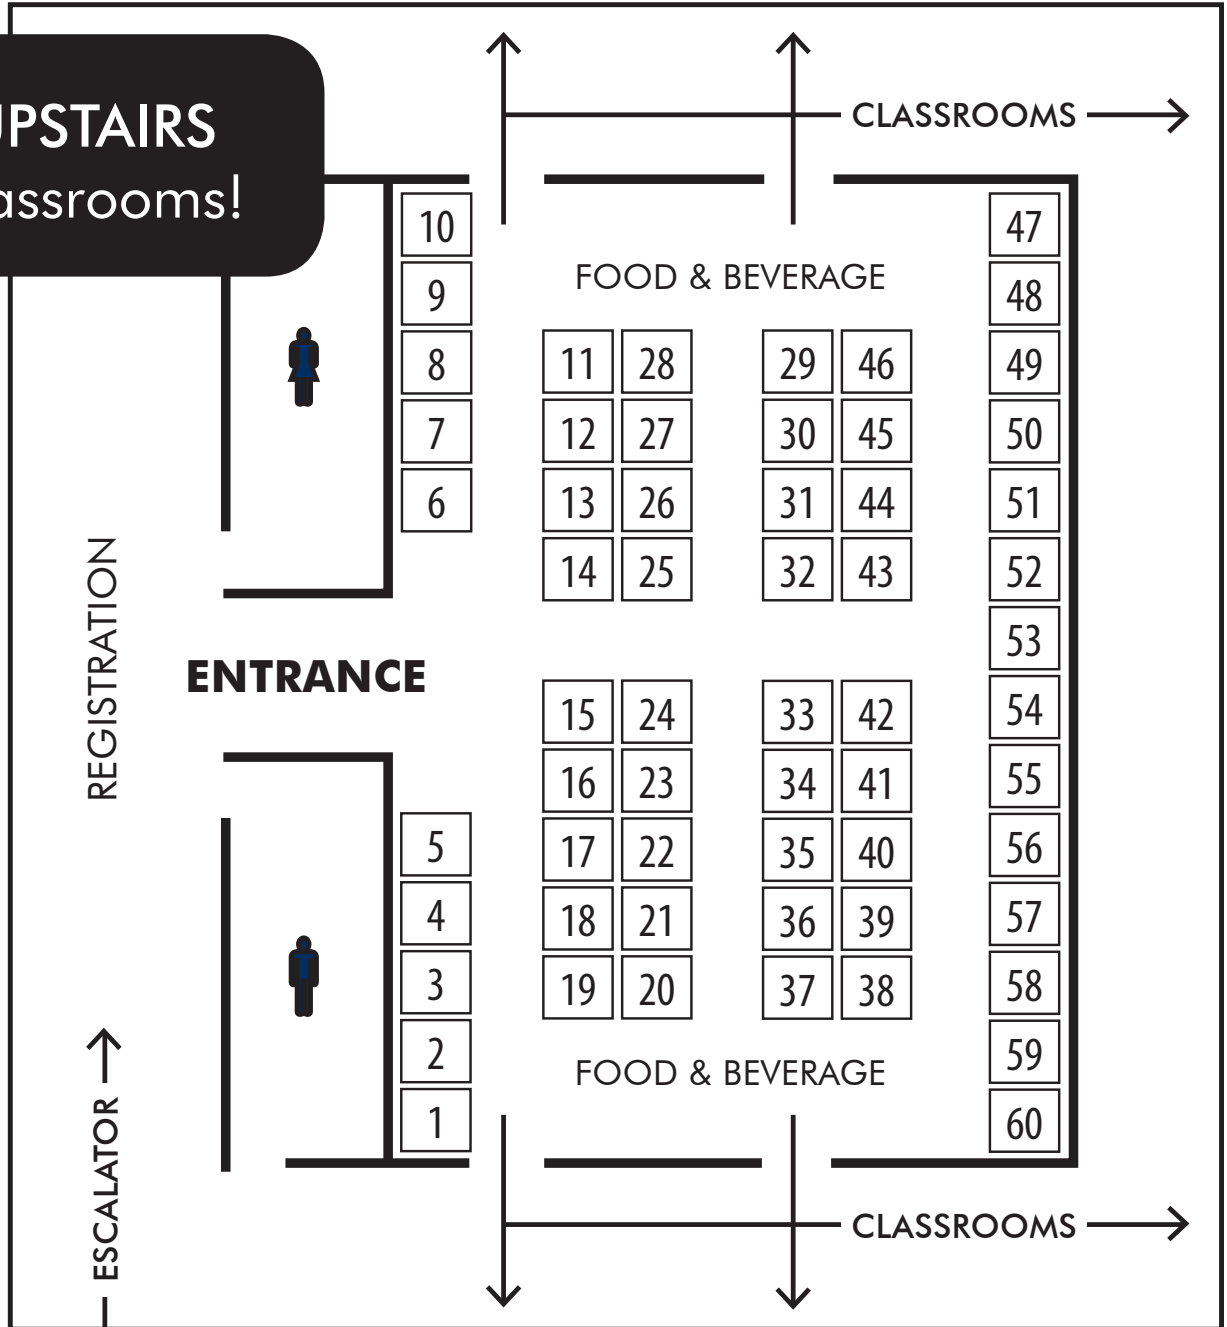 UPSTAIRS
assrooms!
CLASSROOMS
10 47
FOOD & BEVERAGE
9 48
8 11 28 29 46 49
7 12 27 30 45 50
6 13 26 31 44 51
14 25 32 43 52
53
REGISTRATION
ENTRANCE
15 24 33 42 54
16 23 34 41 55
5 17 22 35 40 56
4 18 21 36 39 57
3 19 20 37 38 58
2 59
FOOD & BEVERAGE
1 60
ESCALATOR
CLASSROOMS